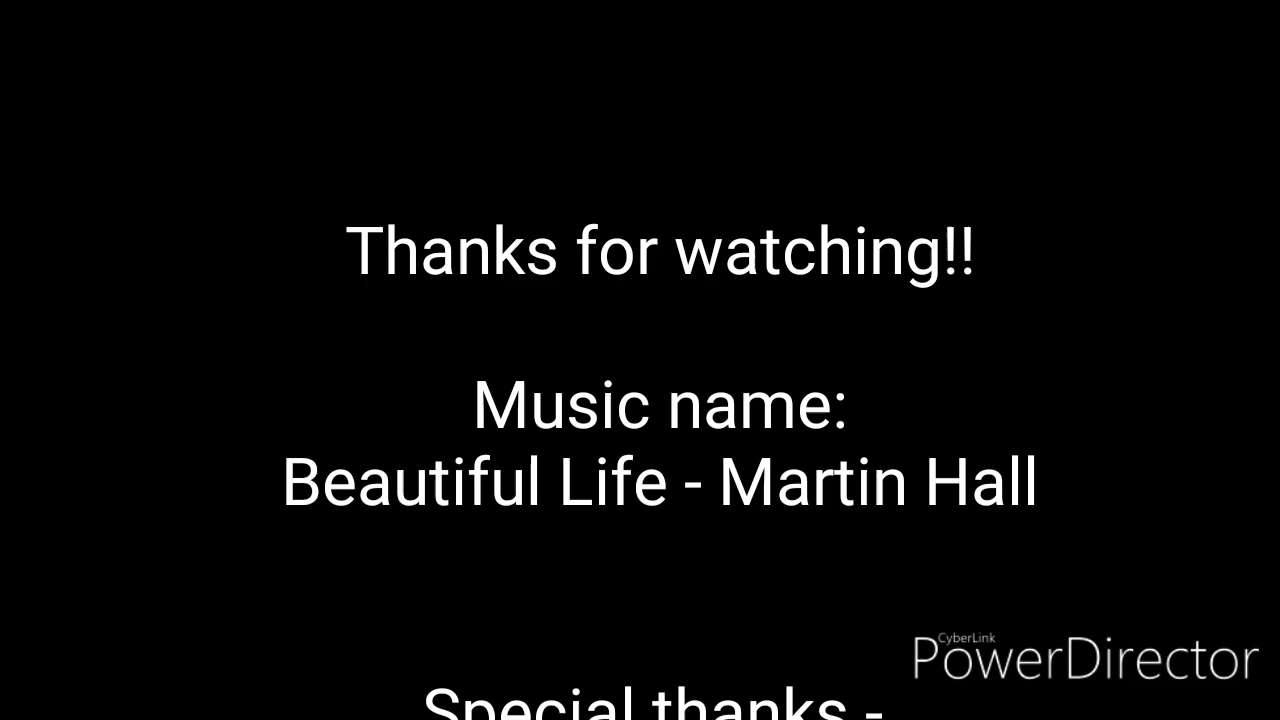 Thanks for watching!!
Music name:
Beautiful Life - Martin Hall
CyberLink
PowerDirector
Special thanks -